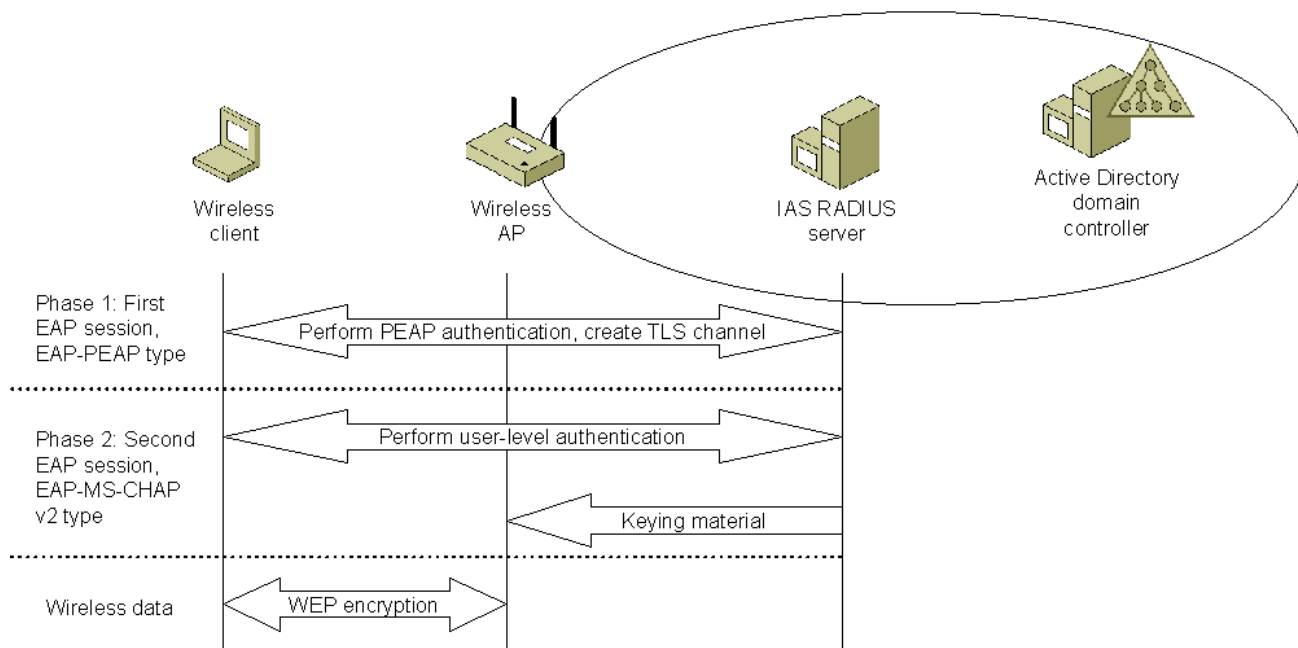 Wireless
client
Wireless
AP
IAS RADIUS
server
Active Directory
domain
controller
Phase 1: First
EAP session,
EAP-PEAP type
Perform PEAP authentication, create TLS channel
Phase 2: Second
EAP session,
EAP-MS-CHAP
v2 type
Perform user-level authentication
Keying material
Wireless data
WEP encryption